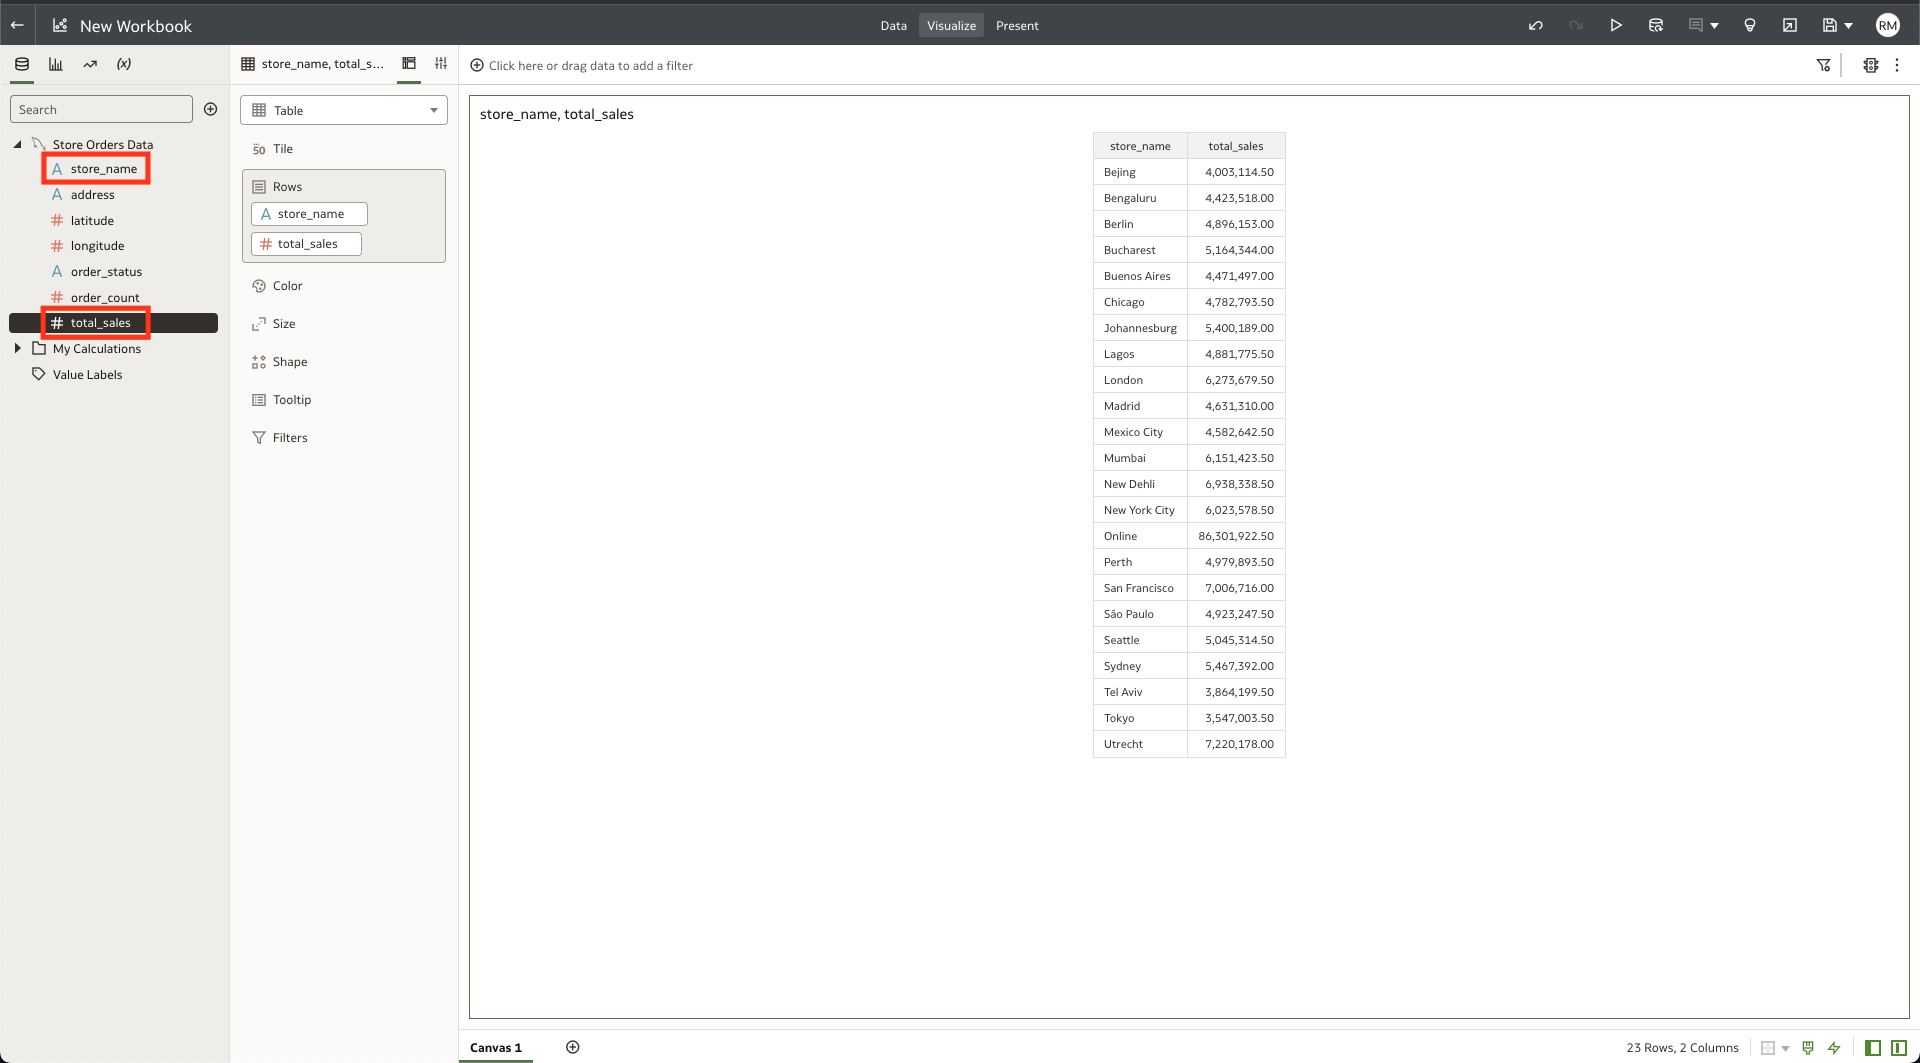 New Workbook
Data Visualize Present
RM
(x)
Search
Store Orders Data
A store_name
A address
# latitude
# longitude
A order_status
# order_count
# total_sales
My Calculations
Value Labels
store_name, total_s...
Table
50 Tile
Rows
A store_name
# total_sales
Color
Size
Shape
Tooltip
Filters
Click here or drag data to add a filter
store_name, total_sales
store_name total_sales
Bejing 4,003,114.50
Bengaluru 4,423,518.00
Berlin 4,896,153.00
Bucharest 5,164,344.00
Buenos Aires 4,471,497.00
Chicago 4,782,793.50
Johannesburg 5,400,189.00
Lagos 4,881,775.50
London 6,273,679.50
Madrid 4,631,310.00
Mexico City 4,582,642.50
Mumbai 6,151,423.50
New Dehli 6,938,338.50
New York City 6,023,578.50
Online 86,301,922.50
Perth 4,979,893.50
San Francisco 7,006,716.00
São Paulo 4,923,247.50
Seattle 5,045,314.50
Sydney 5,467,392.00
Tel Aviv 3,864,199.50
Tokyo 3,547,003.50
Utrecht 7,220,178.00
Canvas 1
23 Rows, 2 Columns